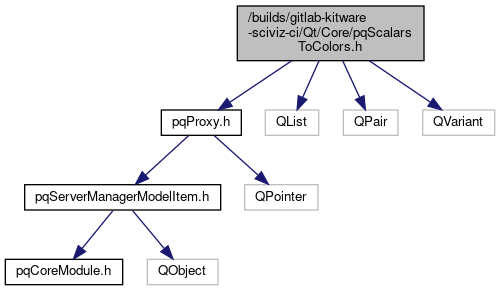 /builds/gitlab-kitware
-sciviz-ci/Qt/Core/pqScalars
ToColors.h
pqProxy.h
QList
QPair
QVariant
pqServerManagerModelItem.h
QPointer
pqCoreModule.h
QObject